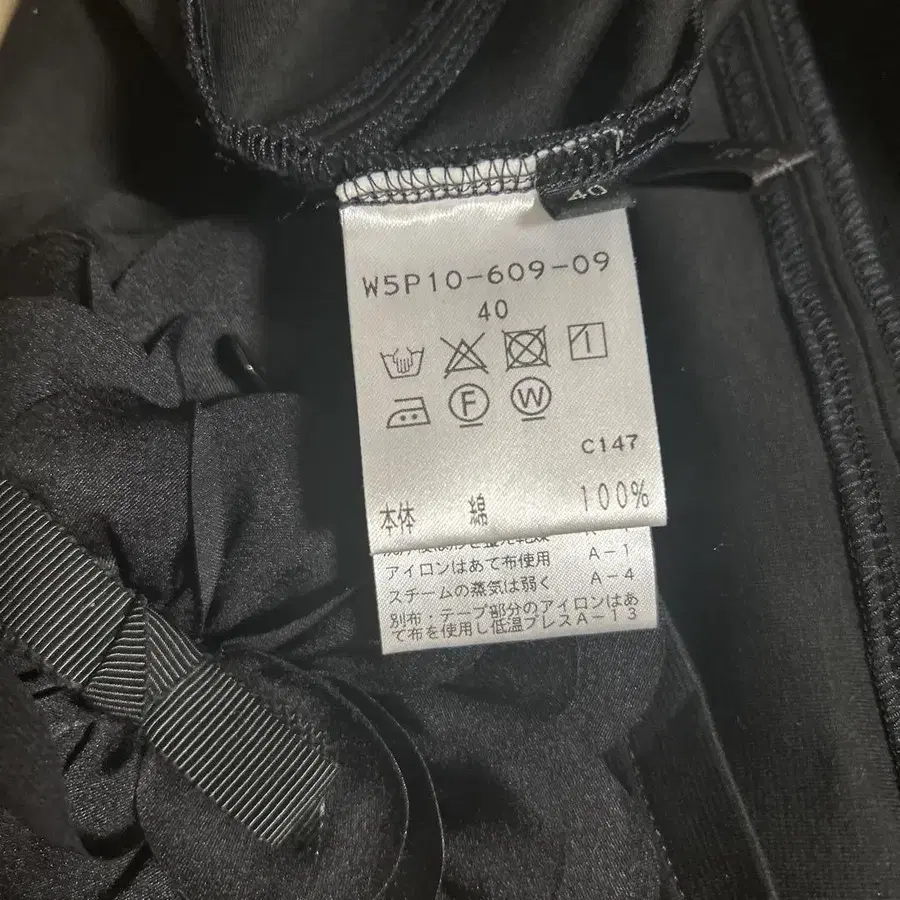 40
W5P10-609-09
40
F W
C147
本体 綿 100%
アイロンはあて布使用 A-1
スチームの蒸気は弱く A-4
別布・テープ部分のアイロンはあ
て布を使用し低温プレスA-13